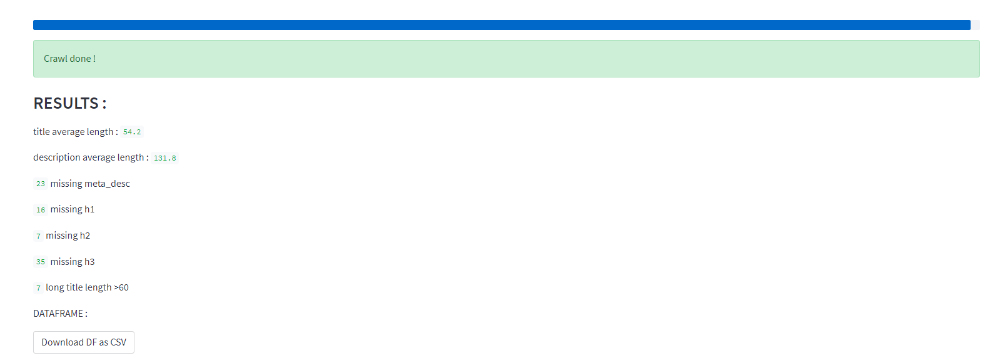 Crawl done !
RESULTS :
title average length : 54.2
description average length : 131.8
23 missing meta_desc
16 missing h1
7 missing h2
35 missing h3
7 long title length >60
DATAFRAME :
Download DF as CSV